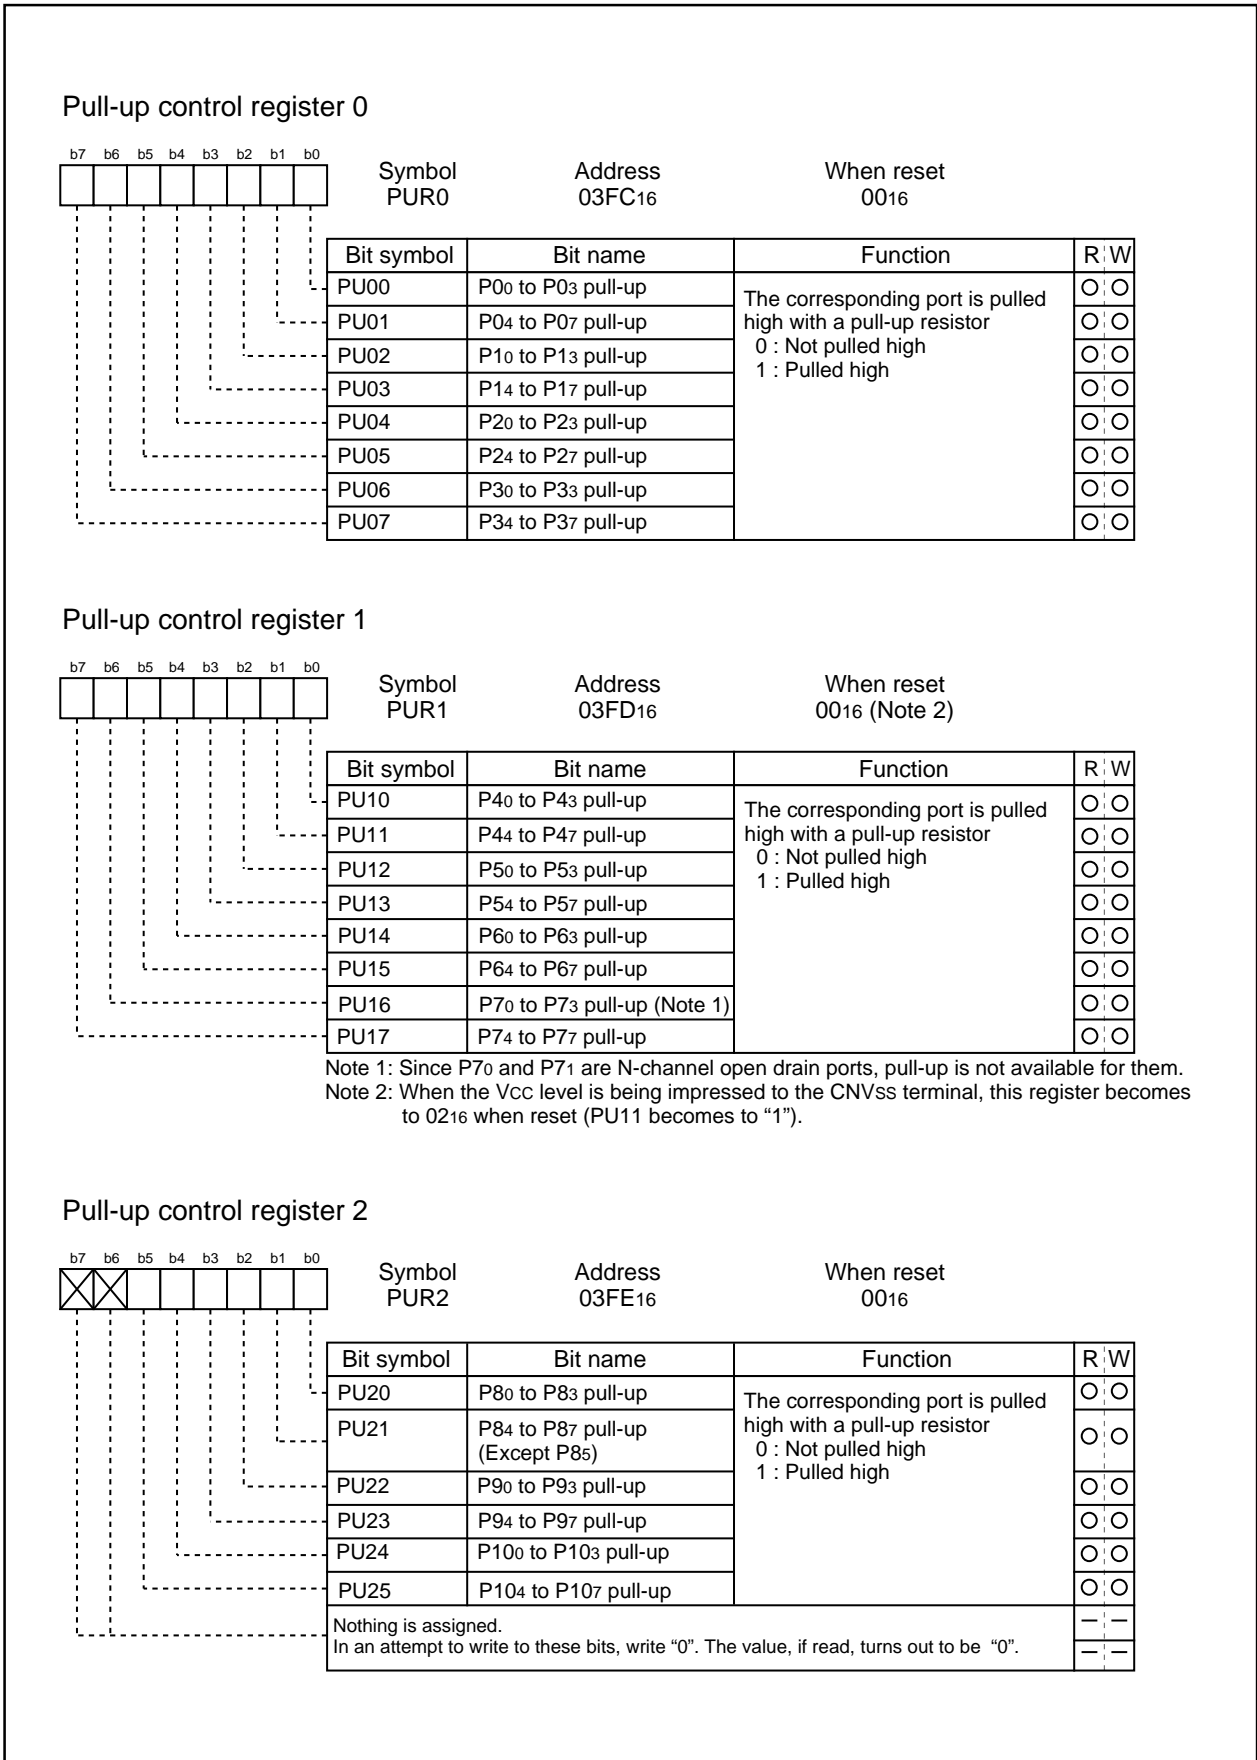 Pull-up control register 0
b7 b6 b5 b4 b3 b2 b1 b0
Symbol Address When reset
PUR0 03FC16 0016
Bit symbol Bit name Function R W
PU00 P00 to P03 pull-up The corresponding port is pulled
PU01 P04 to P07 pull-up high with a pull-up resistor
0 : Not pulled high
PU02 P10 to P13 pull-up 1 : Pulled high
PU03 P14 to P17 pull-up
PU04 P20 to P23 pull-up
PU05 P24 to P27 pull-up
PU06 P30 to P33 pull-up
PU07 P34 to P37 pull-up
Pull-up control register 1
b7 b6 b5 b4 b3 b2 b1 b0
Symbol Address When reset
PUR1 03FD16 0016 (Note 2)
Bit symbol Bit name Function R W
PU10 P40 to P43 pull-up The corresponding port is pulled
PU11 P44 to P47 pull-up high with a pull-up resistor
0 : Not pulled high
PU12 P50 to P53 pull-up 1 : Pulled high
PU13 P54 to P57 pull-up
PU14 P60 to P63 pull-up
PU15 P64 to P67 pull-up
PU16 P70 to P73 pull-up (Note 1)
PU17 P74 to P77 pull-up
Note 1: Since P70 and P71 are N-channel open drain ports, pull-up is not available for them.
Note 2: When the VCC level is being impressed to the CNVSS terminal, this register becomes
to 0216 when reset (PU11 becomes to “1”).
Pull-up control register 2
b7 b6 b5 b4 b3 b2 b1 b0
Symbol Address When reset
PUR2 03FE16 0016
Bit symbol Bit name Function R W
PU20 P80 to P83 pull-up The corresponding port is pulled
PU21 P84 to P87 pull-up high with a pull-up resistor
(Except P85) 0 : Not pulled high
1 : Pulled high
PU22 P90 to P93 pull-up
PU23 P94 to P97 pull-up
PU24 P100 to P103 pull-up
PU25 P104 to P107 pull-up
Nothing is assigned.
In an attempt to write to these bits, write “0”. The value, if read, turns out to be “0”.